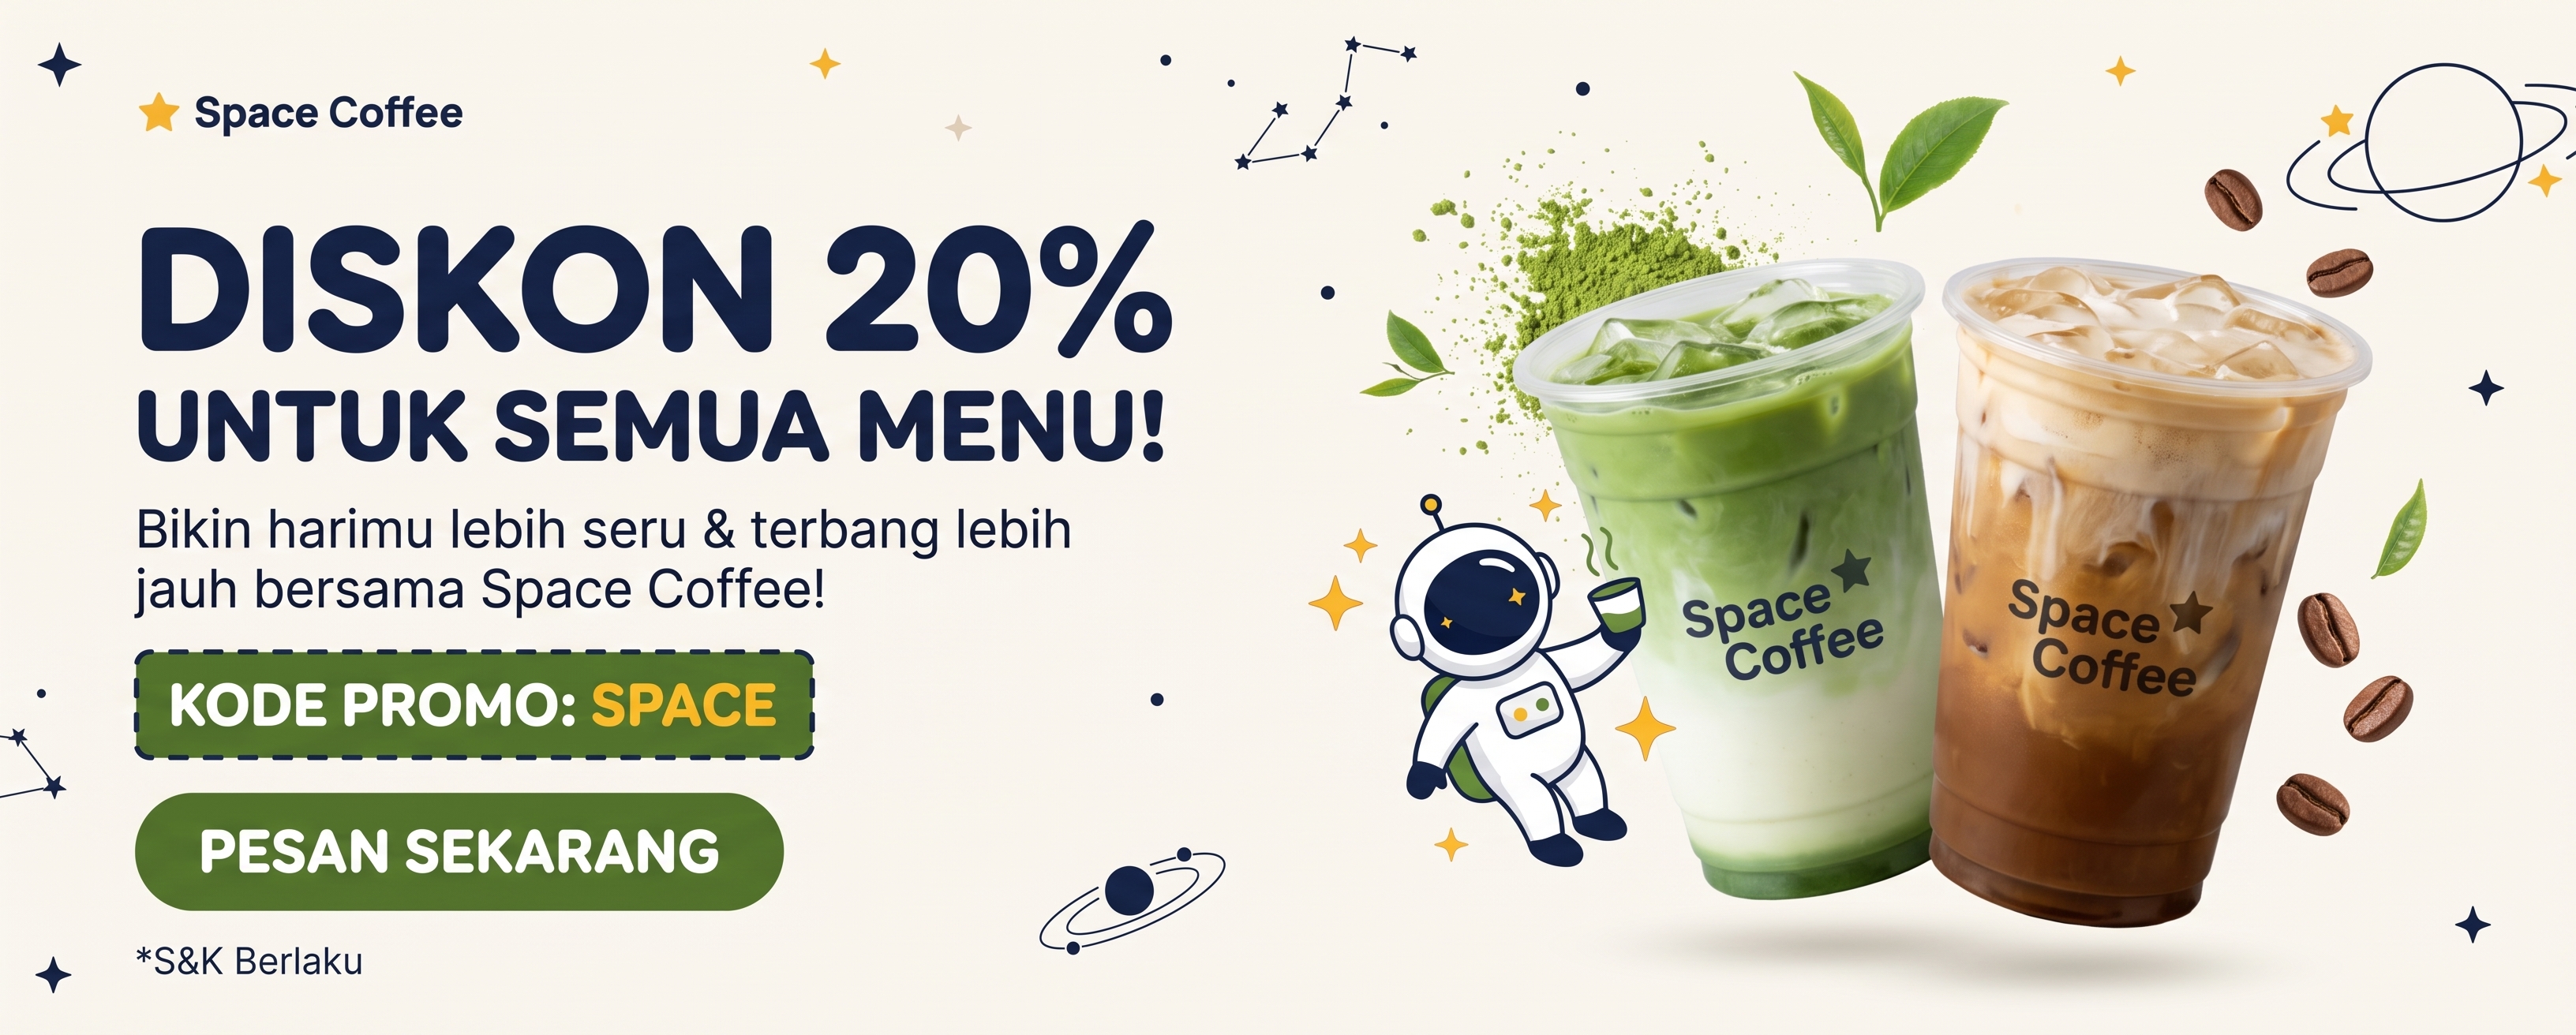 Space Coffee
DISKON 20%
UNTUK SEMUA MENU!
Bikin harimu lebih seru & terbang lebih
jauh bersama Space Coffee!
KODE PROMO: SPACE
PESAN SEKARANG
*S&K Berlaku
Space
Coffee
Space
Coffee